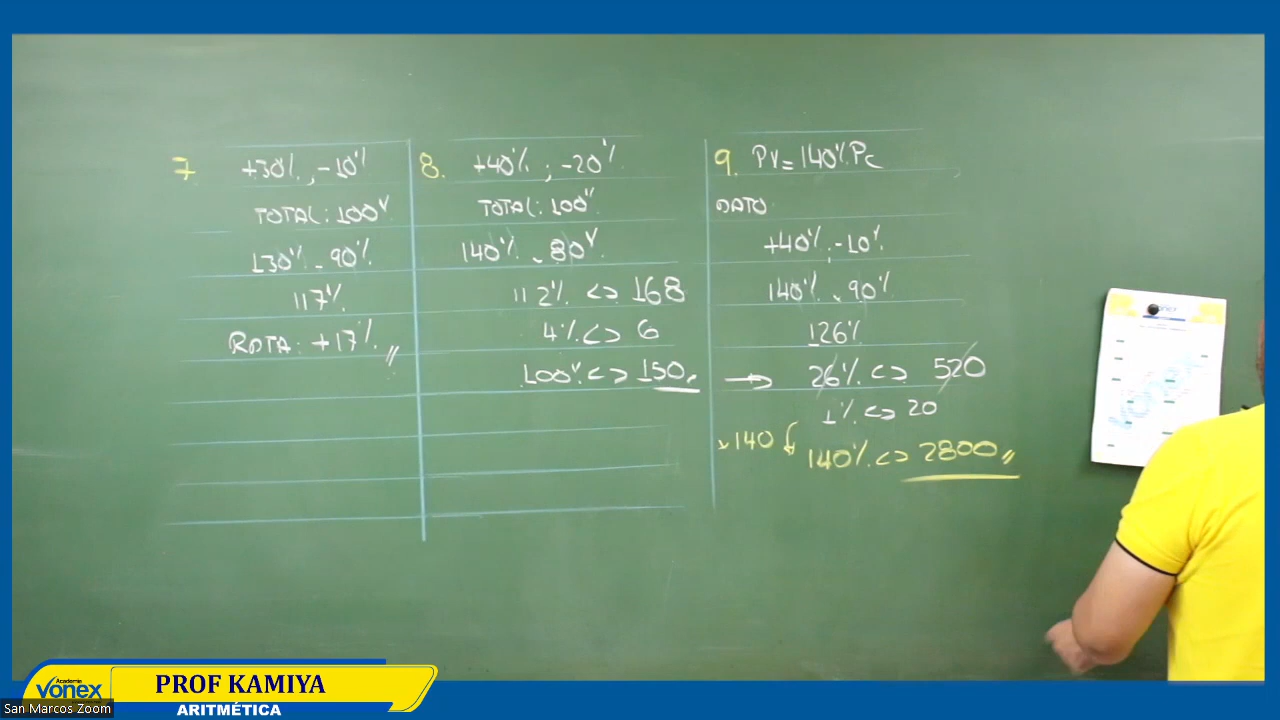 7
+30%, -10%
TOTAL: 100%
130% . 90%
117%
RPTA: +17%.
8.
+40%; -20%
TOTAL: 100%
140% . 80%
112% <> 168
4% <> 6
100% <> 150
9. PV = 140% PC
DATO
+40%; -10%
140% . 90%
126%
→ 26% <> 520
1% <> 20
x140 140% <> 2800
Academia
vonex
PROF KAMIYA
ARITMÉTICA
San Marcos Zoom